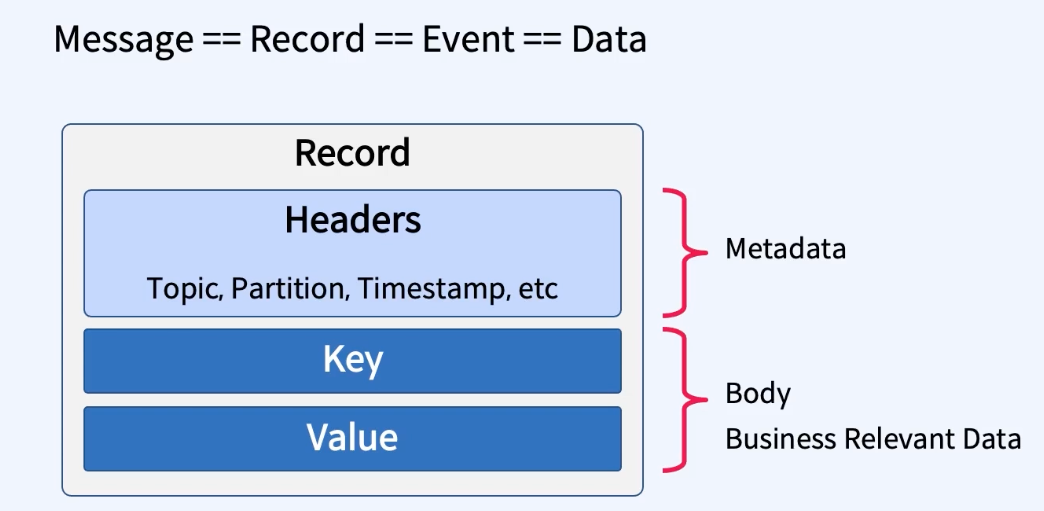 Message == Record == Event == Data
Record
Headers
Topic, Partition, Timestamp, etc
Metadata
Key
Value
Body
Business Relevant Data